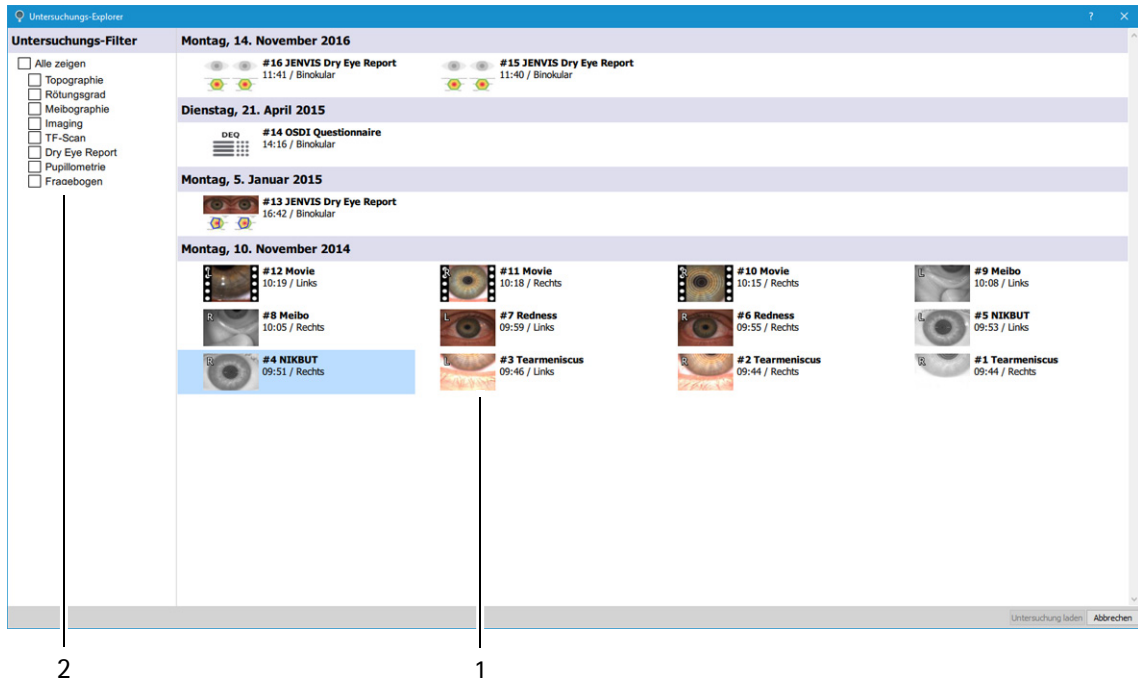 Untersuchungs-Explorer
? ×
Untersuchungs-Filter
Alle zeigen
Topographie
Rötungsgrad
Meibographie
Imaging
TF-Scan
Dry Eye Report
Pupillometrie
Fragebogen
Montag, 14. November 2016
#16 JENVIS Dry Eye Report
11:41 / Binokular
#15 JENVIS Dry Eye Report
11:40 / Binokular
Dienstag, 21. April 2015
DEQ
#14 OSDI Questionnaire
14:16 / Binokular
Montag, 5. Januar 2015
#13 JENVIS Dry Eye Report
16:42 / Binokular
Montag, 10. November 2014
L
#12 Movie
10:19 / Links
R
#11 Movie
10:18 / Rechts
R
#10 Movie
10:15 / Rechts
L
#9 Meibo
10:08 / Links
R
#8 Meibo
10:05 / Rechts
L
#7 Redness
09:59 / Links
R
#6 Redness
09:55 / Rechts
L
#5 NIKBUT
09:53 / Links
R
#4 NIKBUT
09:51 / Rechts
L
#3 Tearmeniscus
09:46 / Links
R
#2 Tearmeniscus
09:44 / Rechts
R
#1 Tearmeniscus
09:44 / Rechts
Untersuchung laden
Abbrechen
2
1